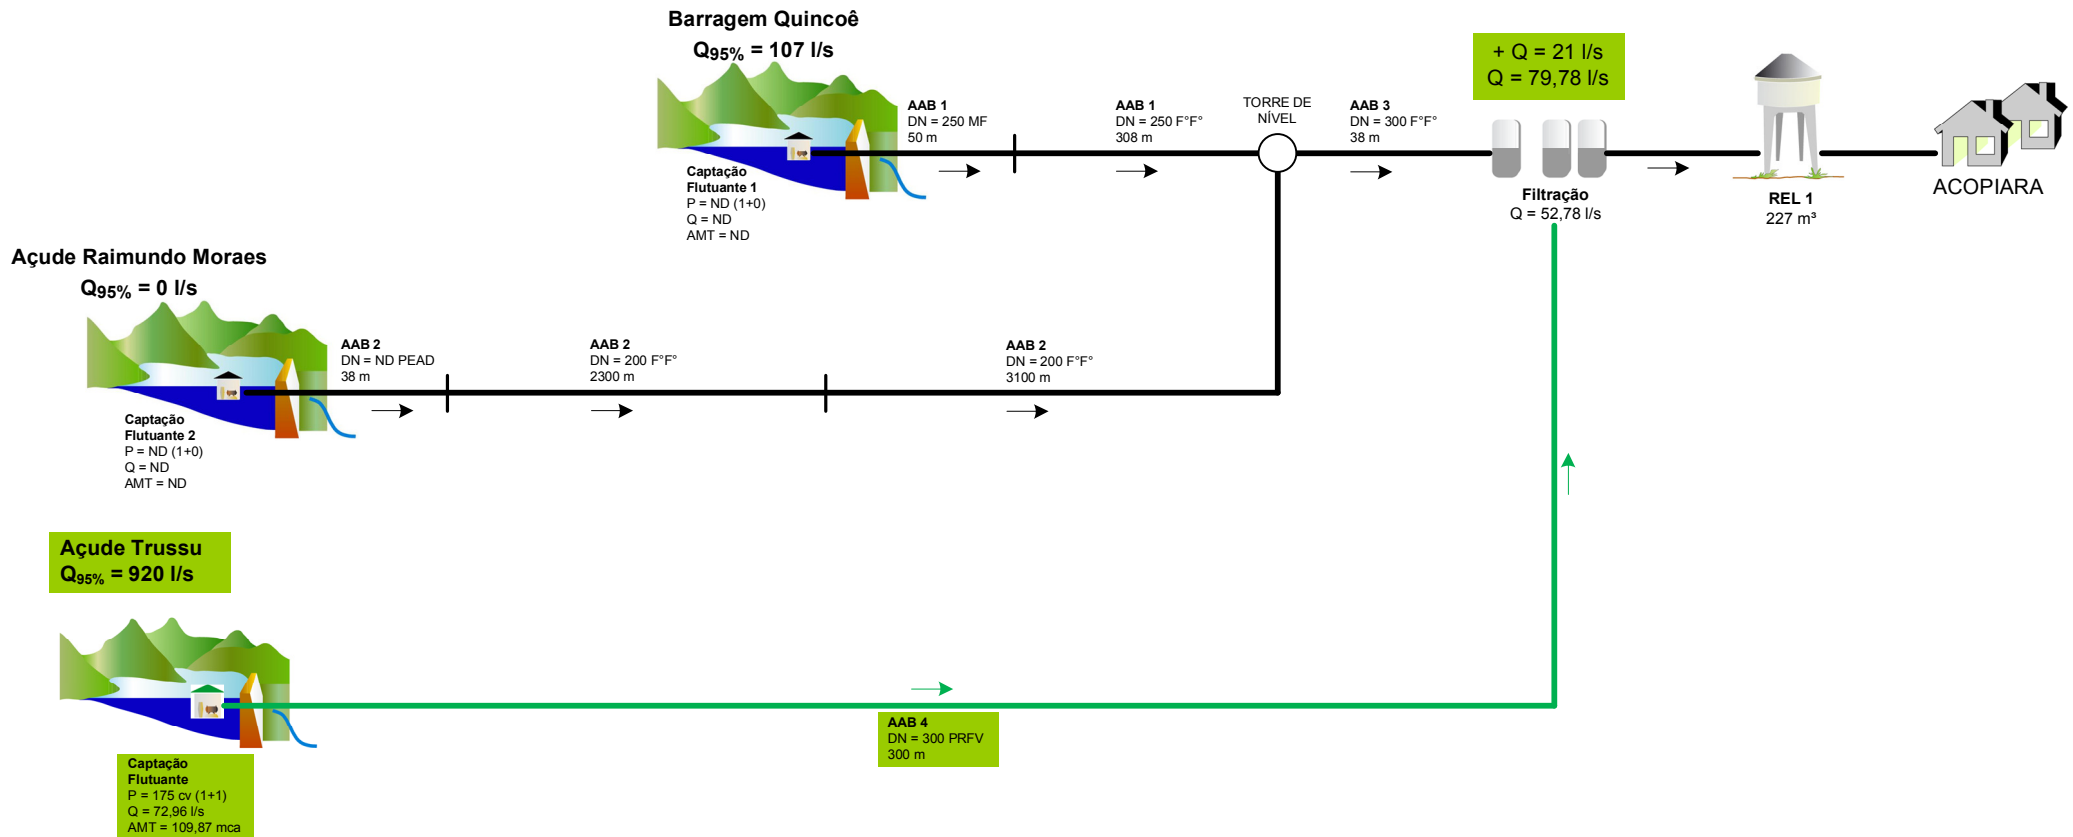 Barragem Quincoê
Q95% = 107 l/s
+ Q = 21 l/s
Q = 79,78 l/s
AAB 1
DN = 250 MF
50 m
AAB 1
DN = 250 F°F°
308 m
TORRE DE
NÍVEL
AAB 3
DN = 300 F°F°
38 m
Captação
Flutuante 1
P = ND (1+0)
Q = ND
AMT = ND
Filtração
Q = 52,78 l/s
REL 1
227 m³
ACOPIARA
Açude Raimundo Moraes
Q95% = 0 l/s
AAB 2
DN = ND PEAD
38 m
AAB 2
DN = 200 F°F°
2300 m
AAB 2
DN = 200 F°F°
3100 m
Captação
Flutuante 2
P = ND (1+0)
Q = ND
AMT = ND
Açude Trussu
Q95% = 920 l/s
AAB 4
DN = 300 PRFV
300 m
Captação
Flutuante
P = 175 cv (1+1)
Q = 72,96 l/s
AMT = 109,87 mca